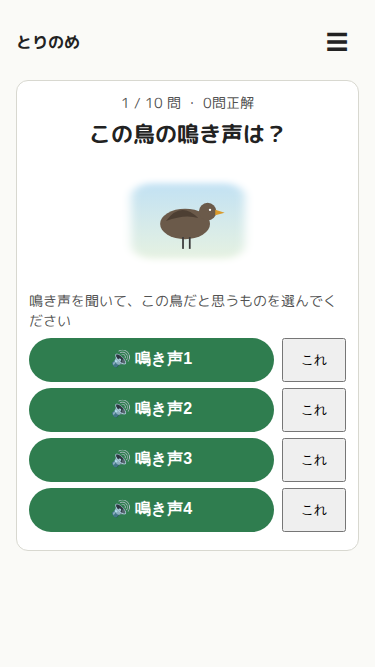 とりのめ
1 / 10 問 ・ 0問正解
この鳥の鳴き声は？
鳴き声を聞いて、この鳥だと思うものを選んでく
ださい
🔊 鳴き声1
これ
🔊 鳴き声2
これ
🔊 鳴き声3
これ
🔊 鳴き声4
これ